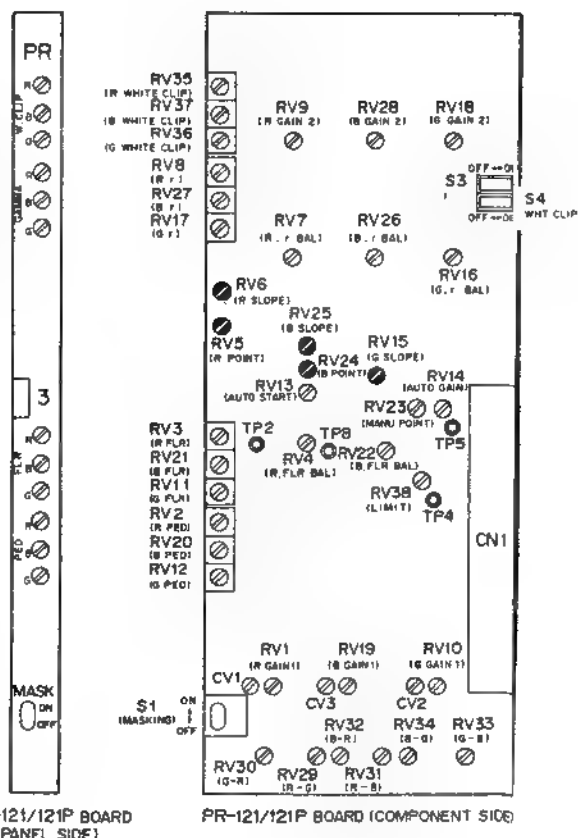 PR
R
W.CLIP
B
G
R
GAMMA
B
G
3
R
FLR
B
G
R
PED
B
G
MASK
ON
OFF
-121/121P BOARD
PANEL SIDE)
RV35
(R WHITE CLIP)
RV37
(B WHITE CLIP)
RV36
(G WHITE CLIP)
RV8
(R r)
RV27
(B r)
RV17
(G r)
RV9
(R GAIN 2)
RV28
(B GAIN 2)
RV18
(G GAIN 2)
S3
S4
WHT CLIP
RV7
(R. r BAL)
RV26
(B. r BAL)
RV16
(G. r BAL)
RV6
(R SLOPE)
RV5
(R POINT)
RV25
(B SLOPE)
RV24
(B POINT)
RV15
(G SLOPE)
RV13
(AUTO START)
RV14
(AUTO GAIN)
RV23
(MANU POINT)
RV3
(R FLR)
RV21
(B FLR)
RV11
(G FLR)
RV2
(R PED)
RV20
(B PED)
RV12
(G PED)
TP2
RV4
(R, FLR BAL)
TP8
RV22
(B, FLR BAL)
TP5
RV38
(LIMIT)
TP4
CN1
RV1
(R GAIN1)
RV19
(B GAIN1)
RV10
(G GAIN 1)
CV1
CV3
CV2
S1
(MASKING)
ON
OFF
RV32
(B-R)
RV34
(B-G)
RV33
(G-B)
RV30
(G-R)
RV29
(R-G)
RV31
(R-B)
PR-121/121P BOARD (COMPONENT SIDE)